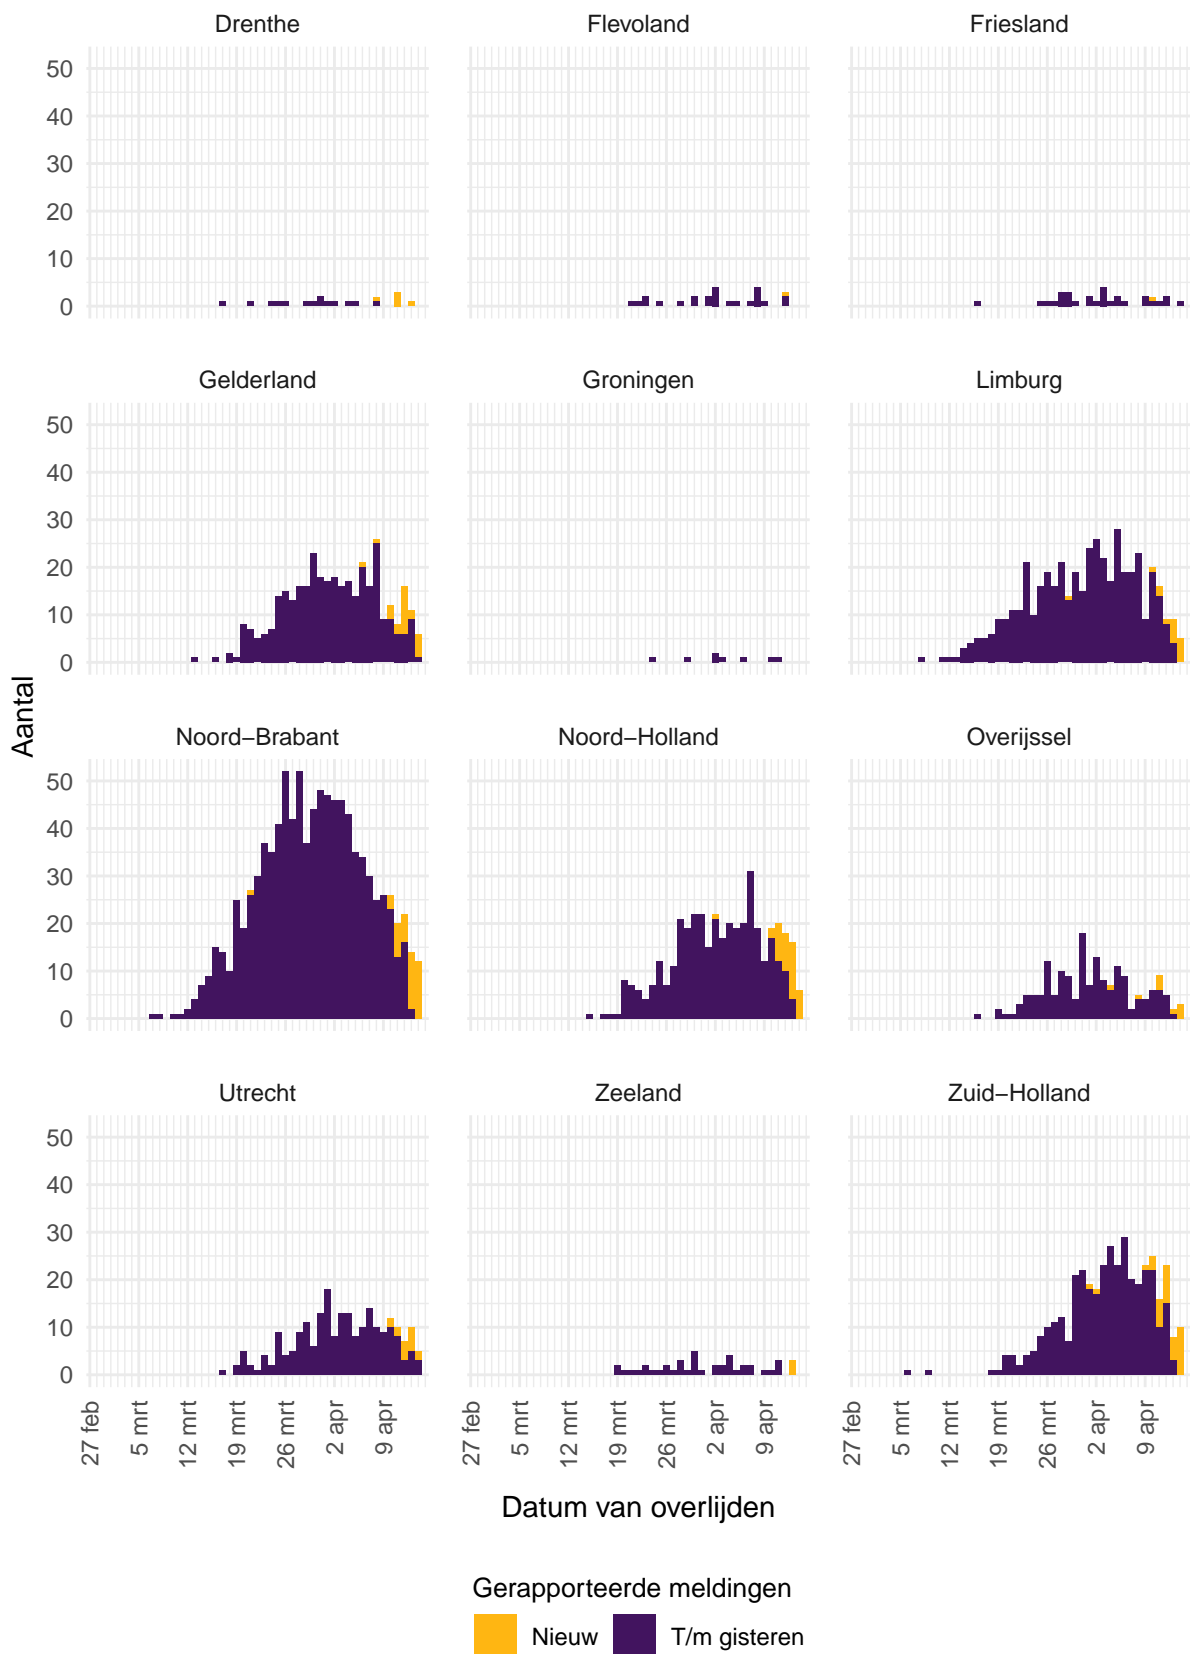 Drenthe Flevoland Friesland
50
40
30
20
10
0
Gelderland Groningen Limburg
50
40
30
20
10
0
Aantal
Noord−Brabant Noord−Holland Overijssel
50
40
30
20
10
0
Utrecht Zeeland Zuid−Holland
50
40
30
20
10
0
27 feb 5 mrt 12 mrt 19 mrt 26 mrt 2 apr 9 apr 27 feb 5 mrt 12 mrt 19 mrt 26 mrt 2 apr 9 apr 27 feb 5 mrt 12 mrt 19 mrt 26 mrt 2 apr 9 apr
Datum van overlijden
Gerapporteerde meldingen
Nieuw T/m gisteren